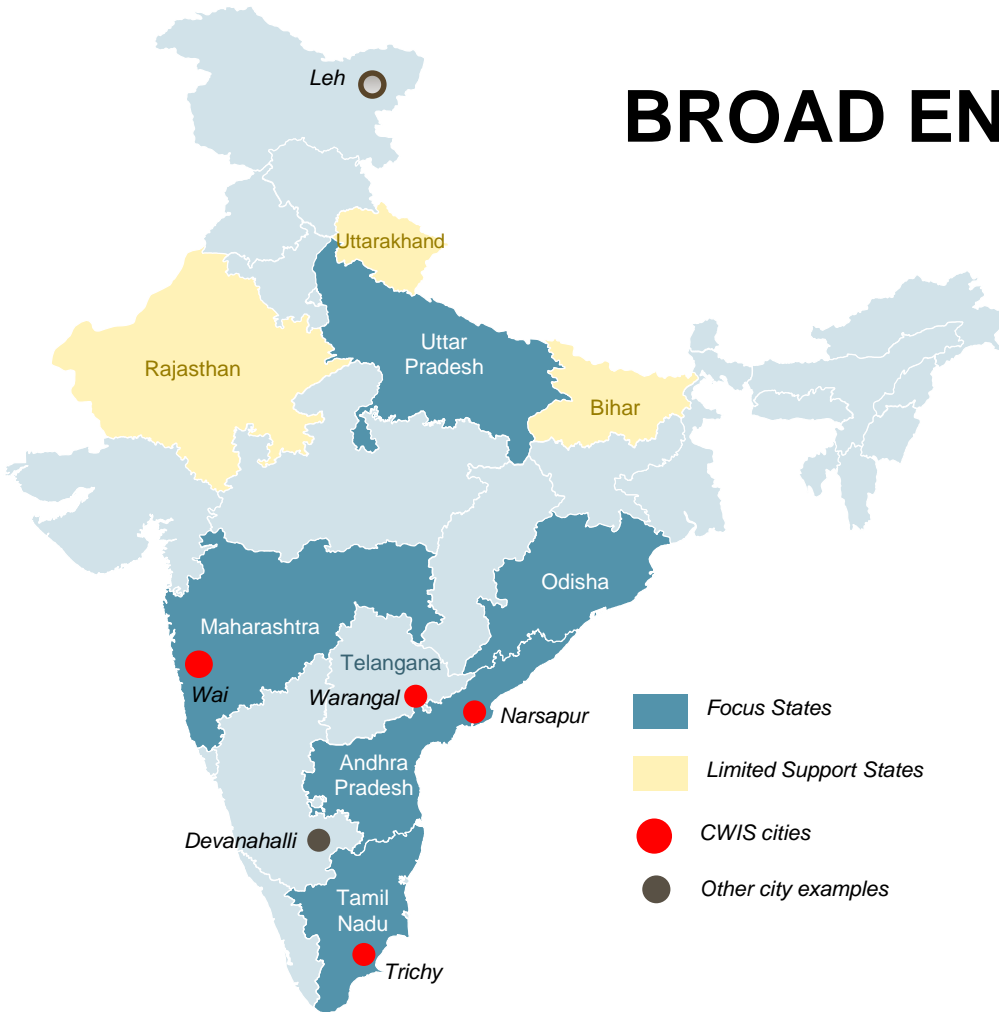 Leh
BROAD EN
Uttarakhand
Uttar
Pradesh
Rajasthan
Bihar
Odisha
Maharashtra
Telangana
Wai
Warangal
Narsapur
Andhra
Pradesh
Devanahalli
Tamil
Nadu
Trichy
Focus States
Limited Support States
CWIS cities
Other city examples